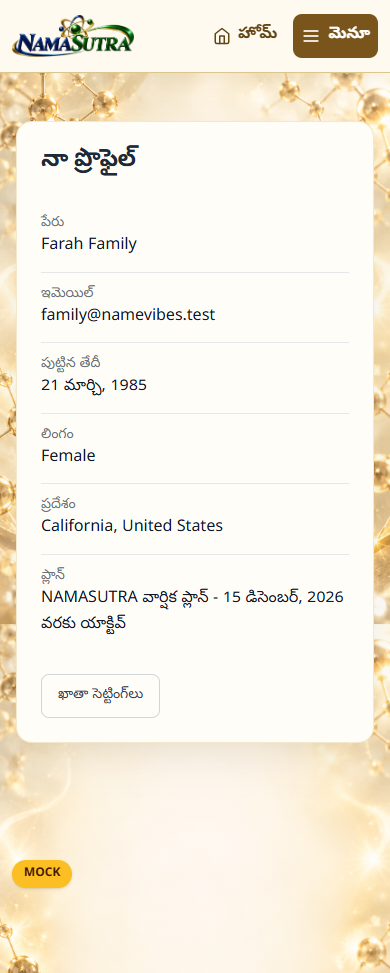 NAMASUTRA
హోమ్
మెనూ
నా ప్రొఫైల్
పేరు
Farah Family
ఇమెయిల్
family@namevibes.test
పుట్టిన తేదీ
21 మార్చి, 1985
లింగం
Female
ప్రదేశం
California, United States
ప్లాన్
NAMASUTRA వార్షిక ప్లాన్ - 15 డిసెంబర్, 2026
వరకు యాక్టివ్
ఖాతా సెట్టింగ్‌లు
MOCK